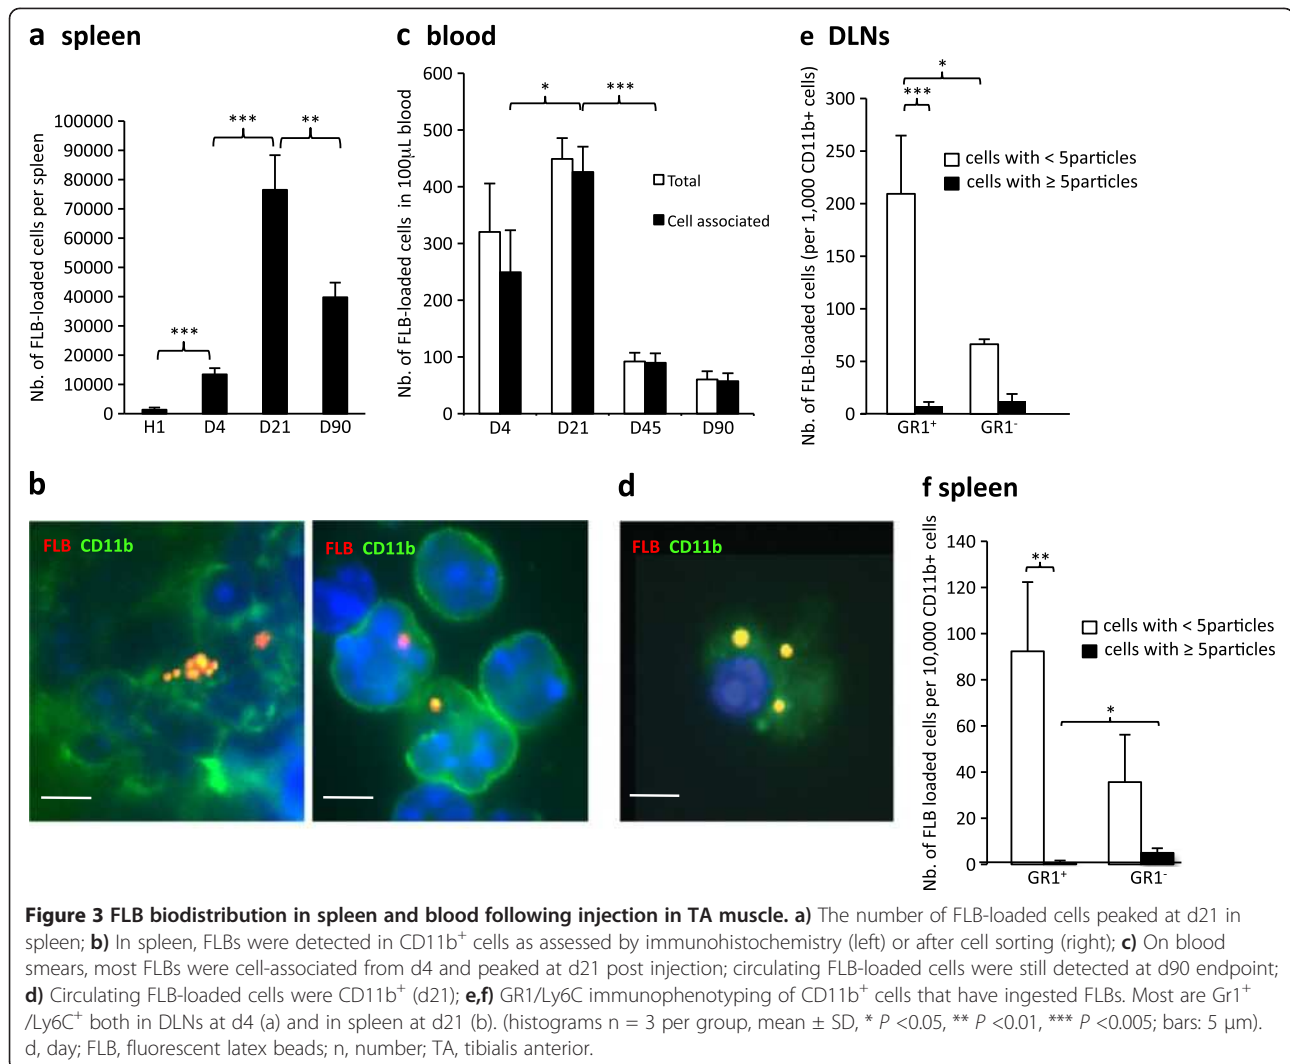 a spleen
Nb. of FLB-loaded cells per spleen
100000
90000
80000
70000
60000
50000
40000
30000
20000
10000
0
***
***
**
H1 D4 D21 D90
c blood
Nb. of FLB-loaded cells in 100µL blood
600
500
400
300
200
100
0
*
***
Total
Cell associated
D4 D21 D45 D90
e DLNs
Nb. of FLB-loaded cells (per 1,000 CD11b+ cells)
300
250
200
150
100
50
0
*
***
cells with < 5particles
cells with ≥ 5particles
GR1⁺ GR1⁻
b
FLB CD11b
FLB CD11b
d
FLB CD11b
f spleen
Nb. of FLB loaded cells per 10,000 CD11b+ cells
140
120
100
80
60
40
20
0
**
*
cells with < 5particles
cells with ≥ 5particles
GR1⁺ GR1⁻
Figure 3 FLB biodistribution in spleen and blood following injection in TA muscle. a) The number of FLB-loaded cells peaked at d21 in
spleen; b) In spleen, FLBs were detected in CD11b⁺ cells as assessed by immunohistochemistry (left) or after cell sorting (right); c) On blood
smears, most FLBs were cell-associated from d4 and peaked at d21 post injection; circulating FLB-loaded cells were still detected at d90 endpoint;
d) Circulating FLB-loaded cells were CD11b⁺ (d21); e,f) GR1/Ly6C immunophenotyping of CD11b⁺ cells that have ingested FLBs. Most are Gr1⁺
/Ly6C⁺ both in DLNs at d4 (a) and in spleen at d21 (b). (histograms n = 3 per group, mean ± SD, * P <0.05, ** P <0.01, *** P <0.005; bars: 5 µm).
d, day; FLB, fluorescent latex beads; n, number; TA, tibialis anterior.